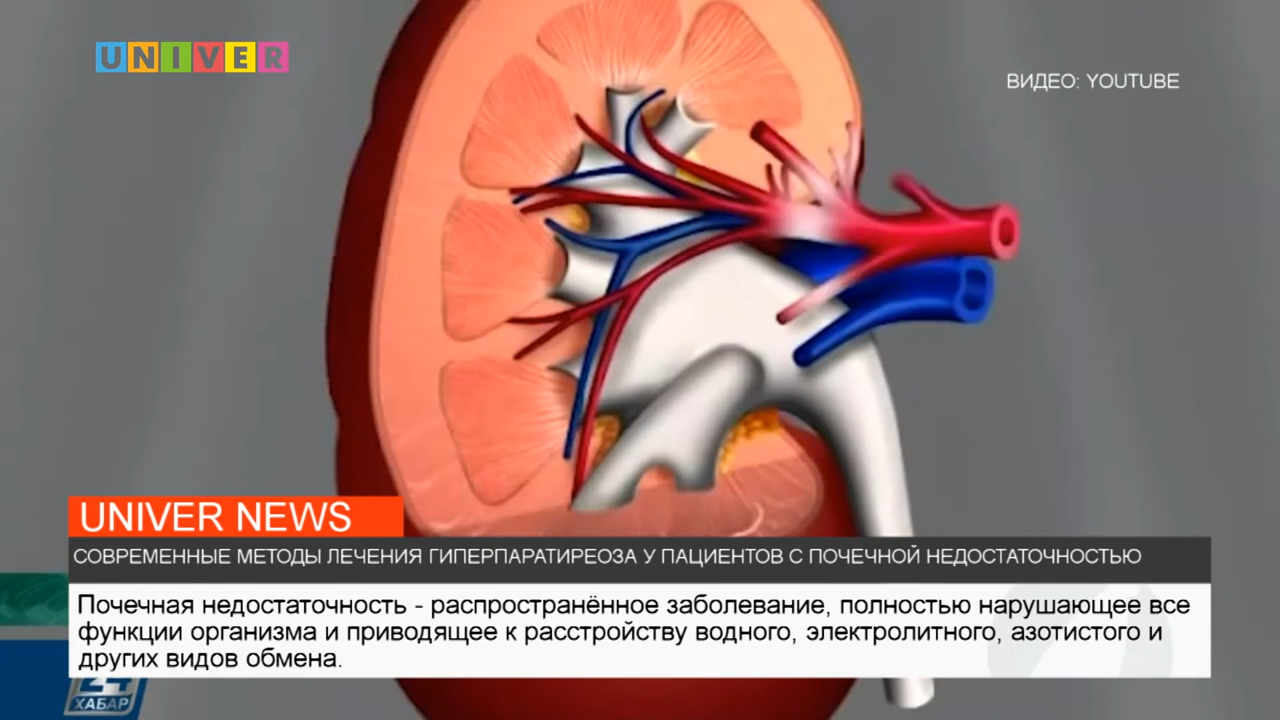 UNIVER
ВИДЕО: YOUTUBE
UNIVER NEWS
СОВРЕМЕННЫЕ МЕТОДЫ ЛЕЧЕНИЯ ГИПЕРПАРАТИРЕОЗА У ПАЦИЕНТОВ С ПОЧЕЧНОЙ НЕДОСТАТОЧНОСТЬЮ
Почечная недостаточность - распространённое заболевание, полностью нарушающее все
функции организма и приводящее к расстройству водного, электролитного, азотистого и
других видов обмена.
24
ХАБАР